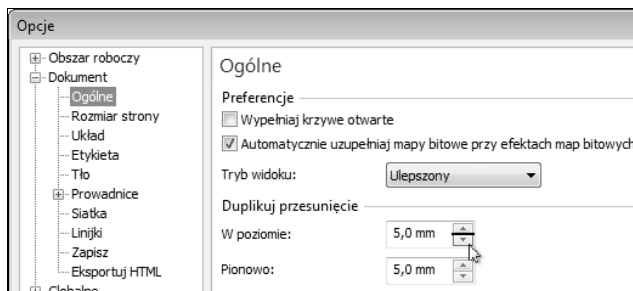 Opcje
Obszar roboczy
Dokument
Ogólne
Rozmiar strony
Układ
Etykieta
Tło
Prowadnice
Siatka
Linijki
Zapisz
Eksportuj HTML
Globalne
Ogólne
Preferencje
Wypełniaj krzywe otwarte
Automatycznie uzupełniaj mapy bitowe przy efektach map bitowych
Tryb widoku: Ulepszony
Duplikuj przesunięcie
W poziomie: 5,0 mm
Pionowo: 5,0 mm